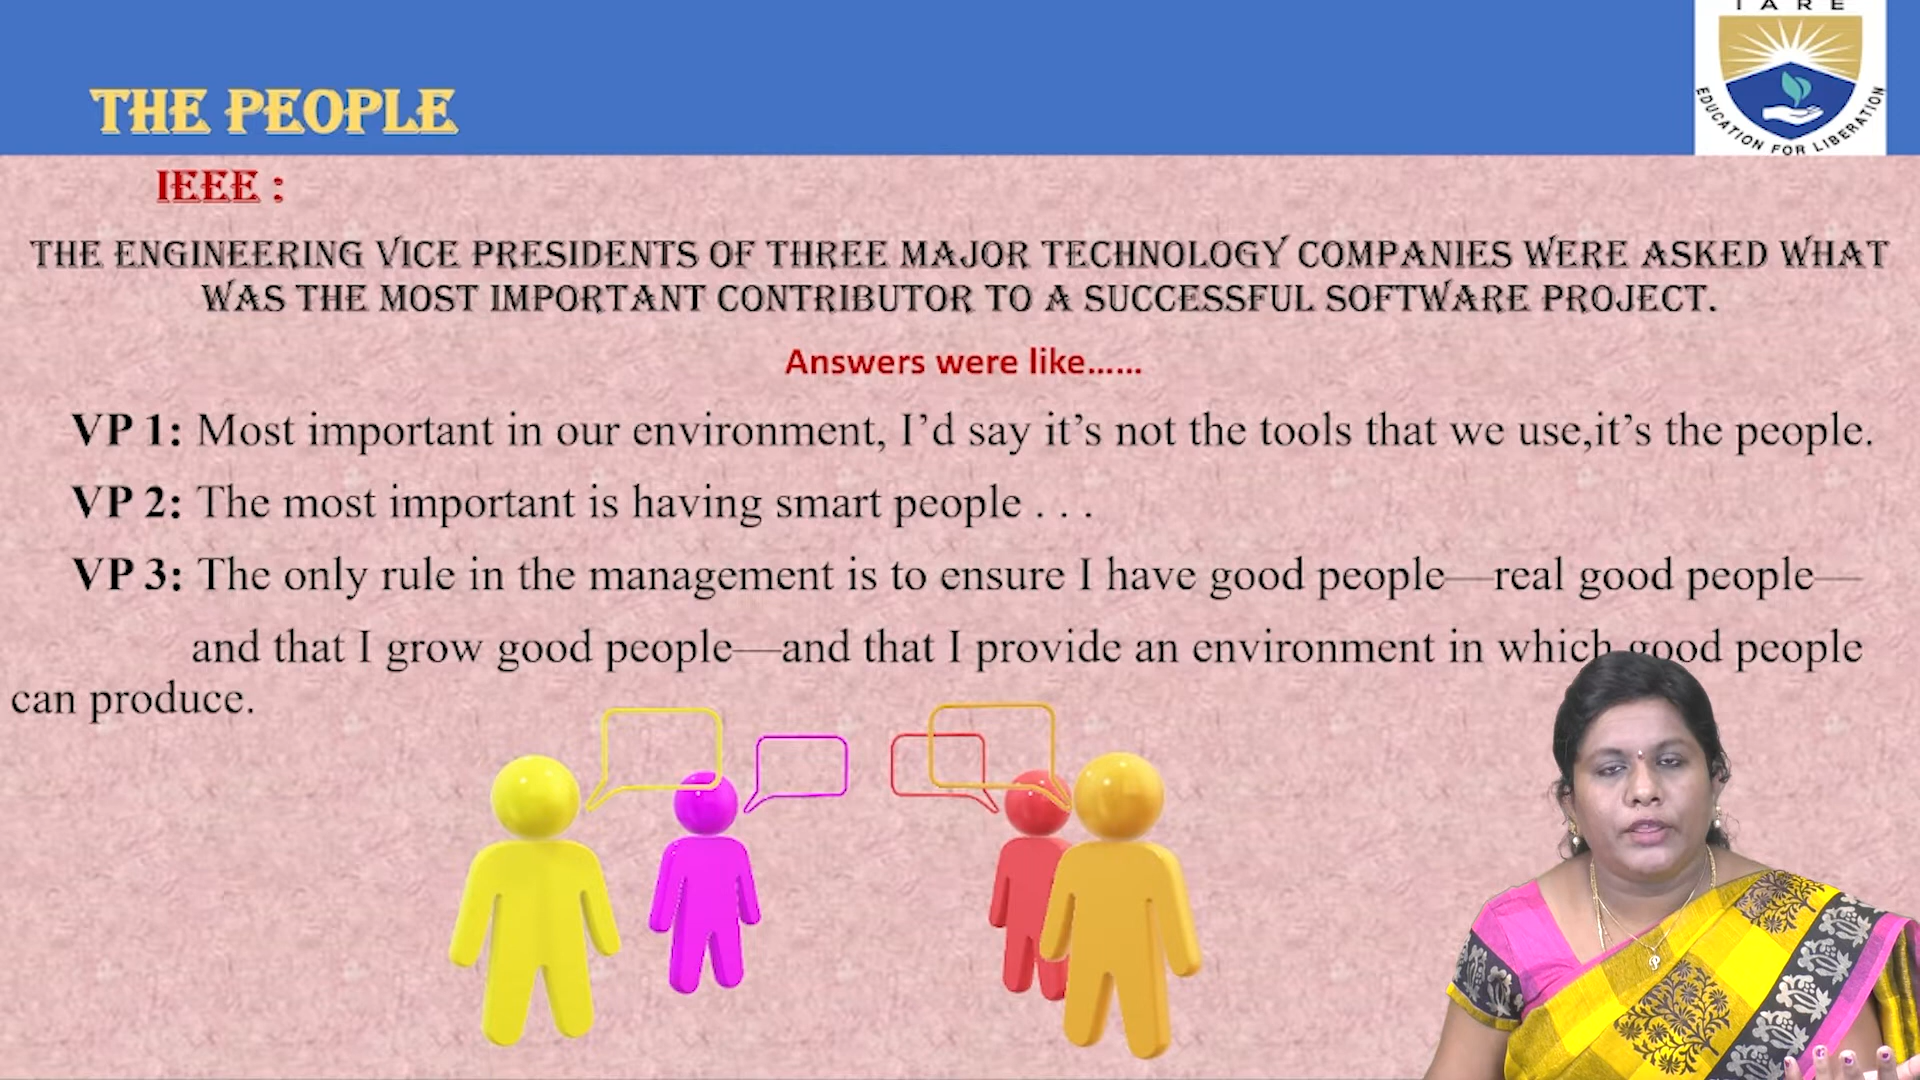 IARE
EDUCATION FOR LIBERATION
THE PEOPLE
IEEE :
THE ENGINEERING VICE PRESIDENTS OF THREE MAJOR TECHNOLOGY COMPANIES WERE ASKED WHAT
WAS THE MOST IMPORTANT CONTRIBUTOR TO A SUCCESSFUL SOFTWARE PROJECT.
Answers were like......
VP 1: Most important in our environment, I’d say it’s not the tools that we use,it’s the people.
VP 2: The most important is having smart people . . .
VP 3: The only rule in the management is to ensure I have good people—real good people—
and that I grow good people—and that I provide an environment in which good people
can produce.